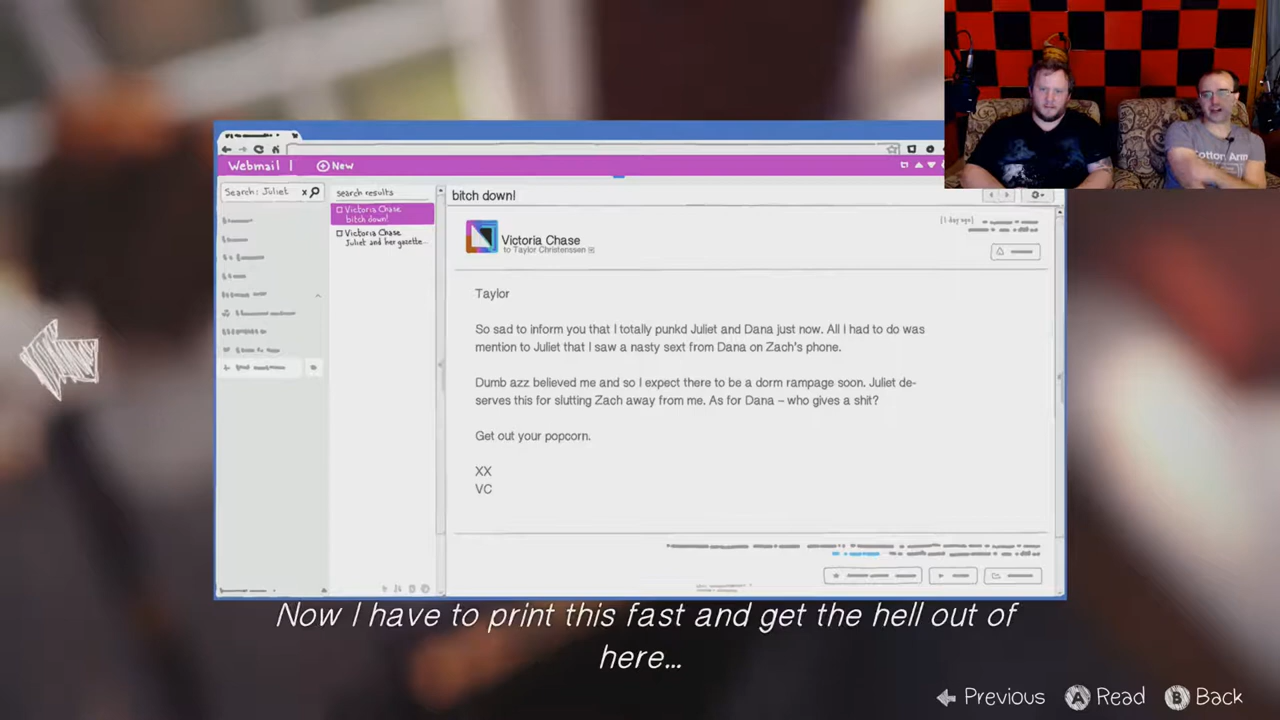 Webmail |
New
Search: Juliet x
search results
Victoria Chase
bitch down!
Victoria Chase
Juliet and her gazette...
bitch down!
Victoria Chase
to Taylor Christenssen
(1 day ago)
Taylor
So sad to inform you that I totally punkd Juliet and Dana just now. All I had to do was
mention to Juliet that I saw a nasty sext from Dana on Zach's phone.
Dumb azz believed me and so I expect there to be a dorm rampage soon. Juliet de-
serves this for slutting Zach away from me. As for Dana – who gives a shit?
Get out your popcorn.
XX
VC
Now I have to print this fast and get the hell out of
here...
Previous
A Read
B Back
Cotton Arm